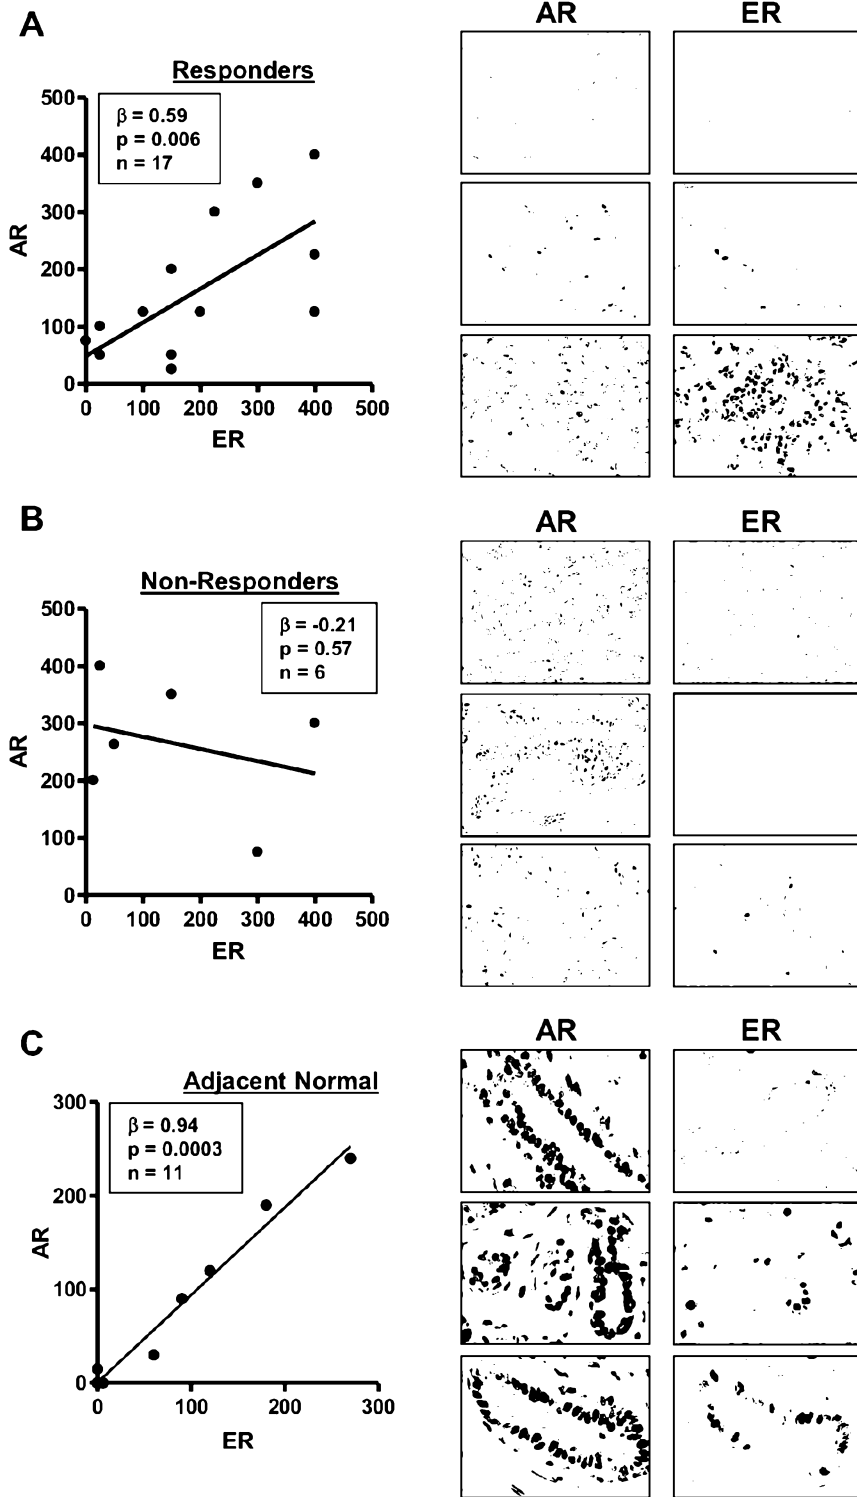 A
AR
ER
Responders
β = 0.59
p = 0.006
n = 17
500
400
300
200
100
0
AR
0 100 200 300 400 500
ER
B
AR
ER
Non-Responders
β = -0.21
p = 0.57
n = 6
500
400
300
200
100
0
AR
0 100 200 300 400 500
ER
C
AR
ER
Adjacent Normal
β = 0.94
p = 0.0003
n = 11
300
200
100
0
AR
0 100 200 300
ER